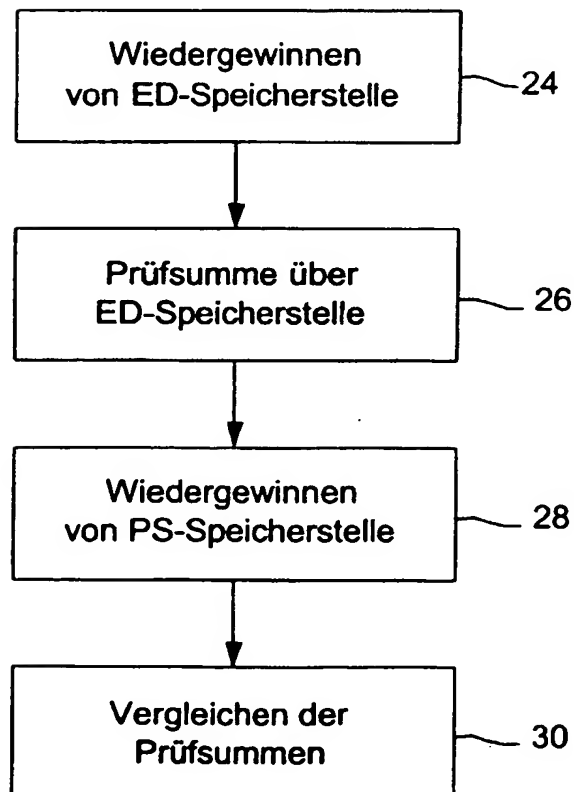 Wiedergewinnen
von ED-Speicherstelle
24
Prüfsumme über
ED-Speicherstelle
26
Wiedergewinnen
von PS-Speicherstelle
28
Vergleichen der
Prüfsummen
30